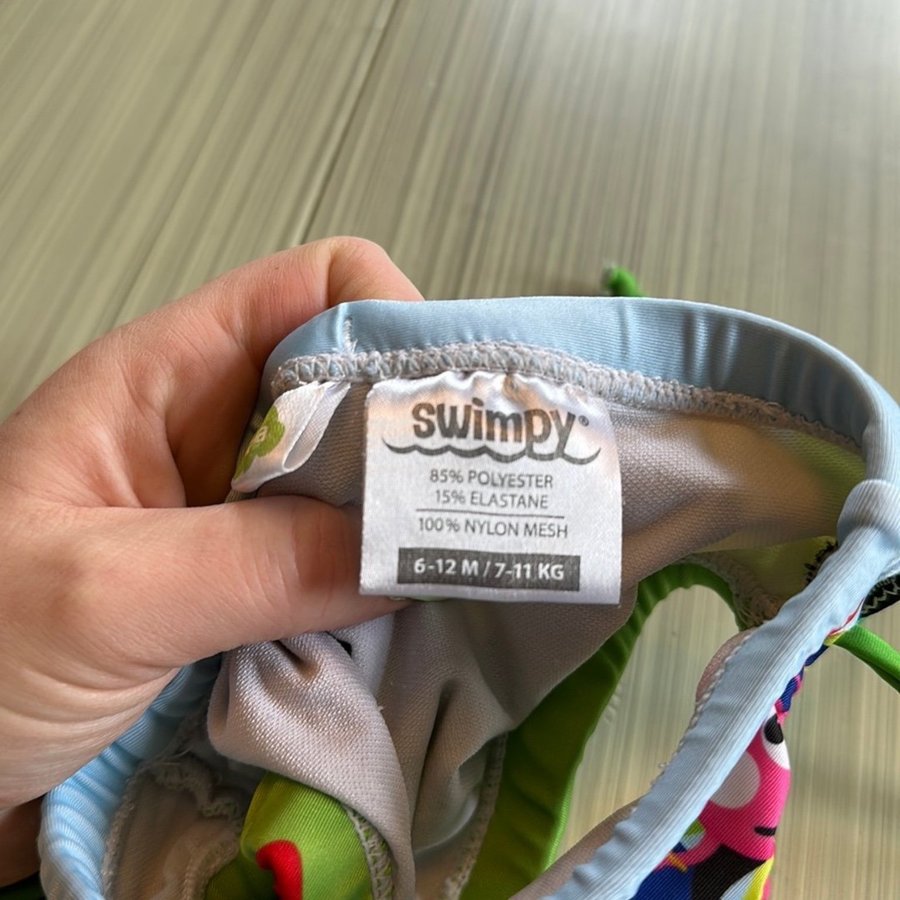 swimpy®
85% POLYESTER
15% ELASTANE
100% NYLON MESH
6-12 M / 7-11 KG